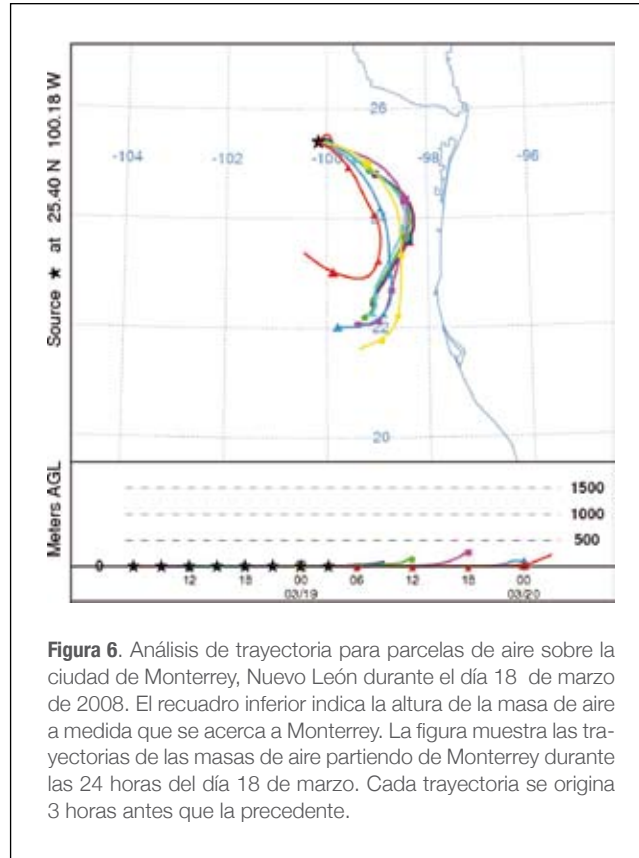 Source ★ at 25.40 N 100.18 W
26
-104
-102
-100
-98
-96
22
20
Meters AGL
1500
1000
500
0
12
18
00
06
12
18
00
03/19
03/20
Figura 6. Análisis de trayectoria para parcelas de aire sobre la
ciudad de Monterrey, Nuevo León durante el día 18 de marzo
de 2008. El recuadro inferior indica la altura de la masa de aire
a medida que se acerca a Monterrey. La figura muestra las tra-
yectorias de las masas de aire partiendo de Monterrey durante
las 24 horas del día 18 de marzo. Cada trayectoria se origina
3 horas antes que la precedente.